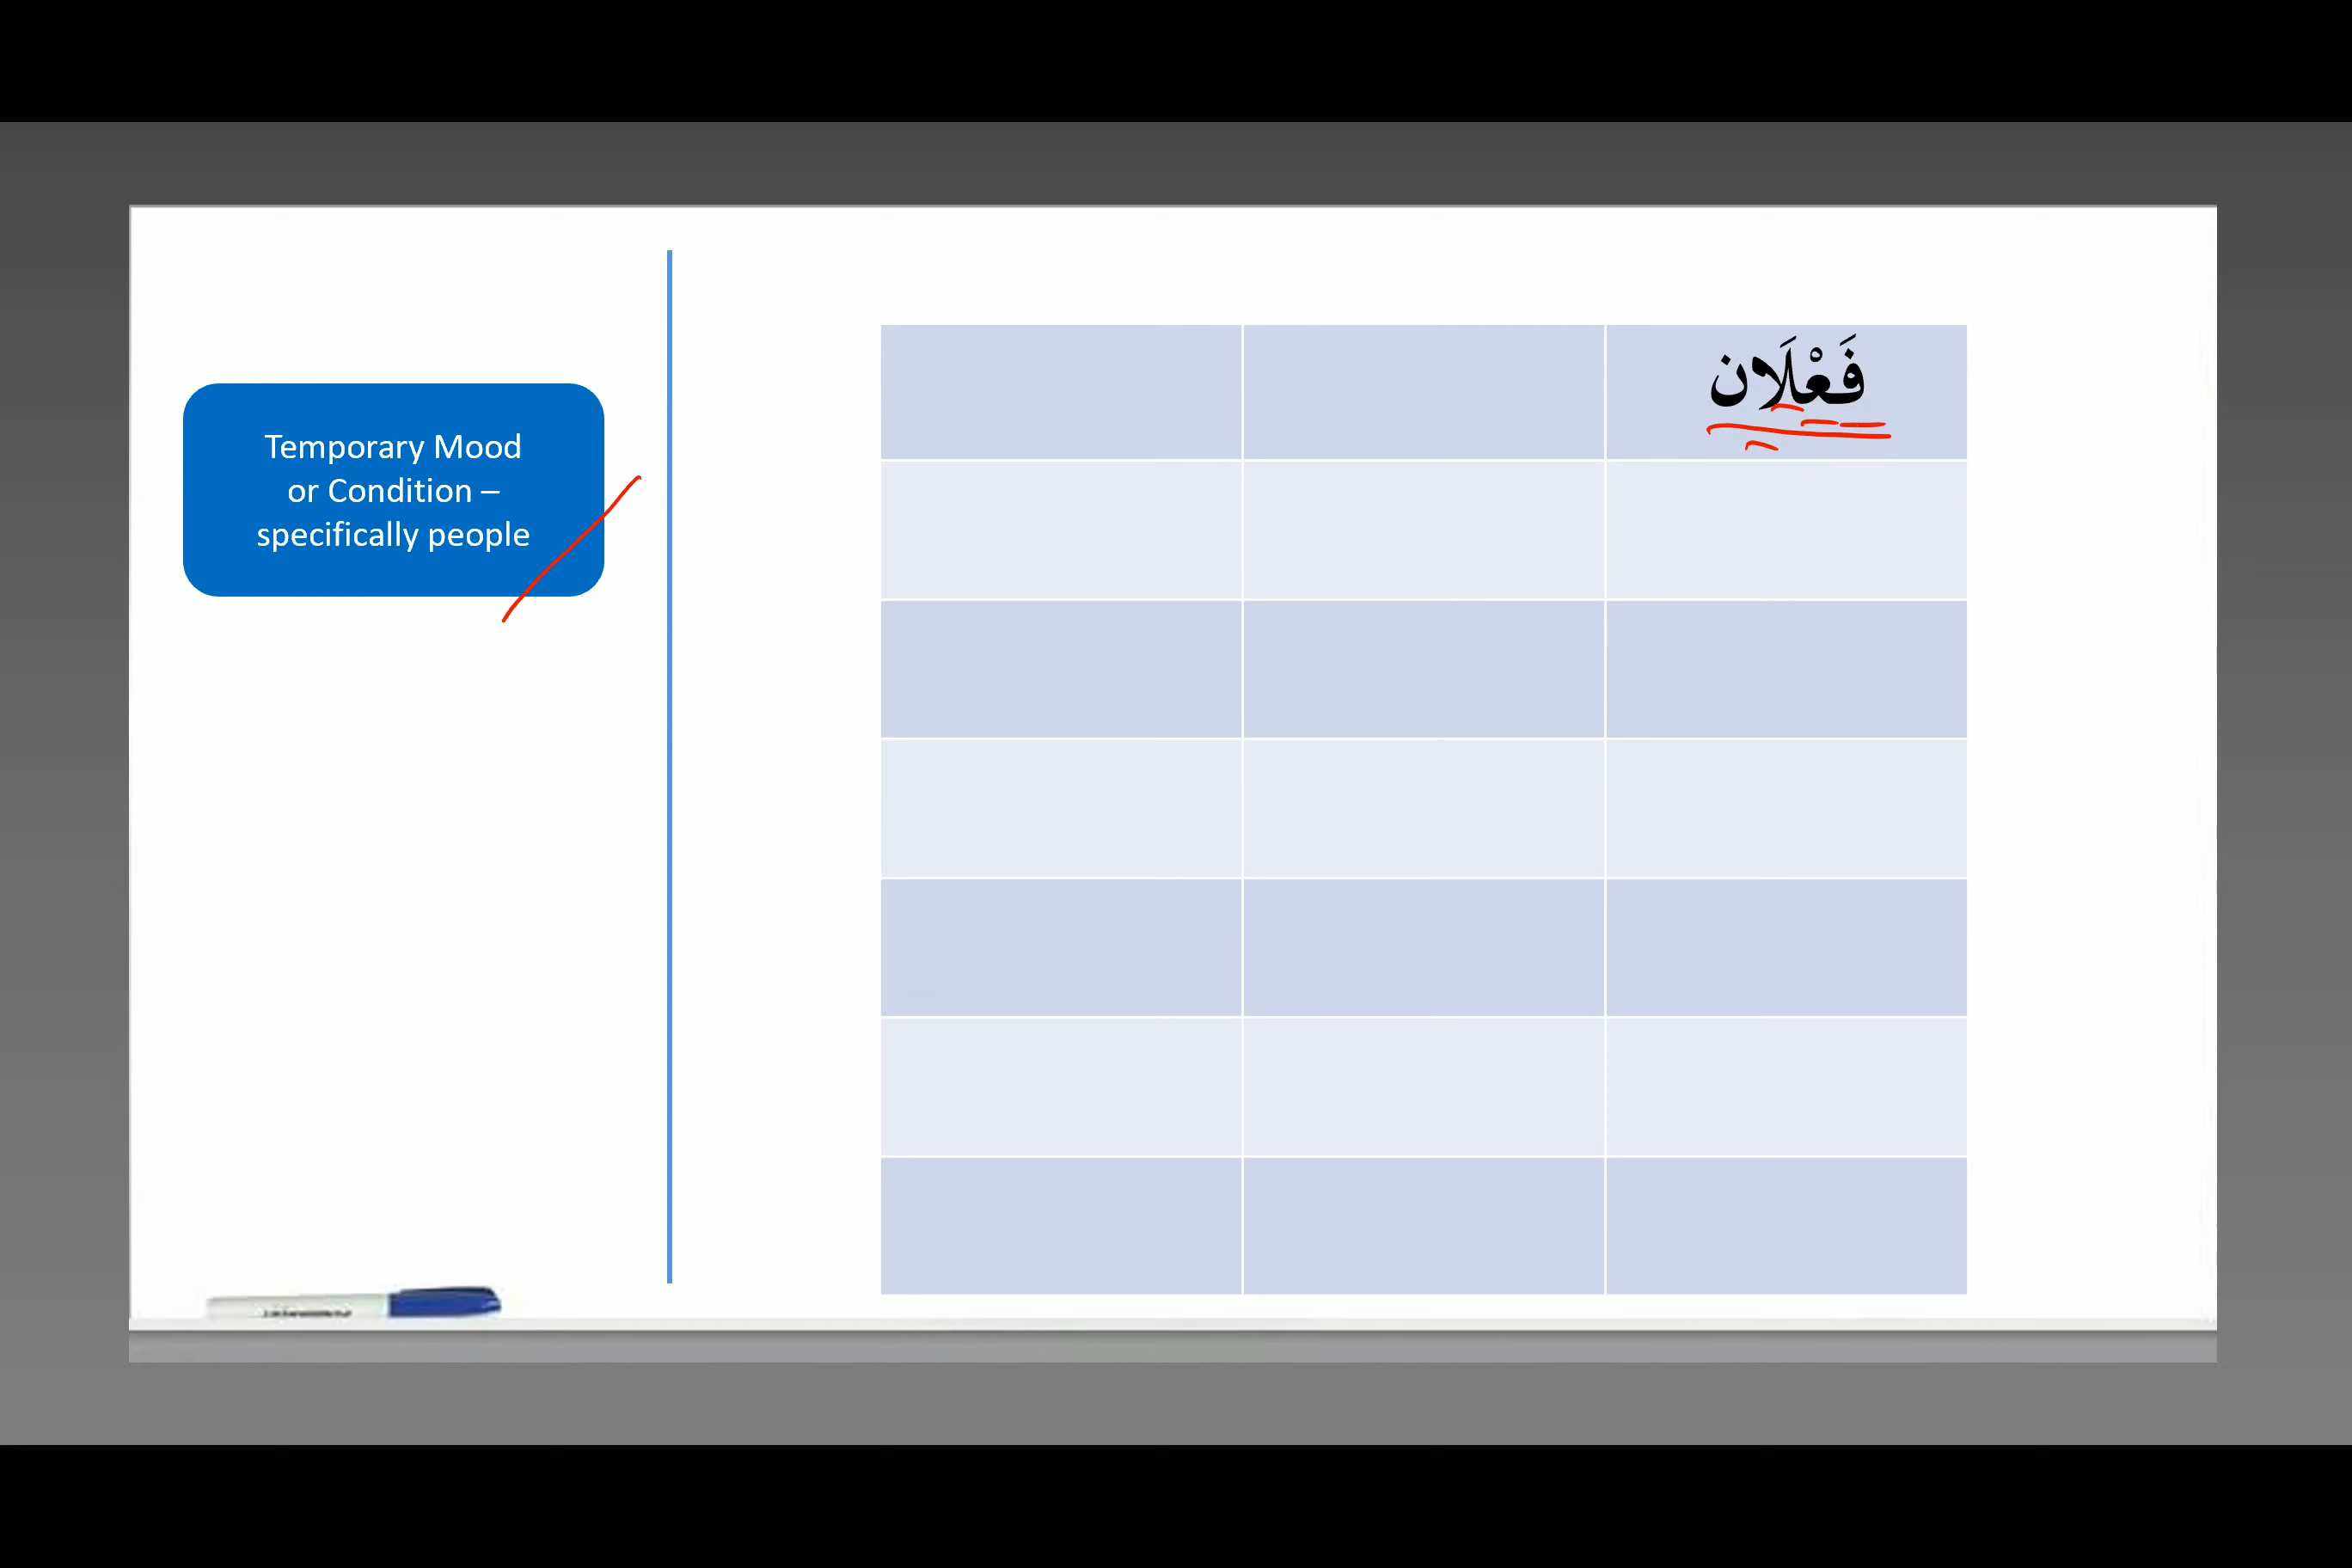 Temporary Mood
or Condition –
specifically people
فَعْلَان